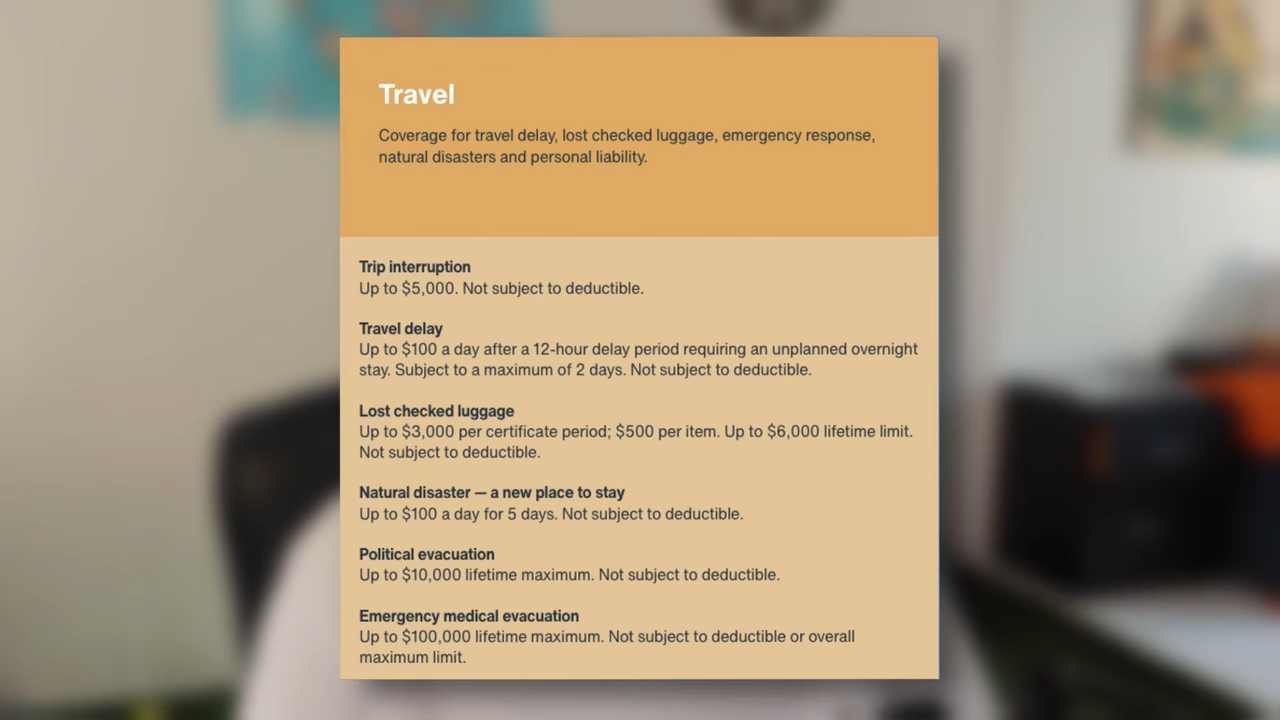 Travel
Coverage for travel delay, lost checked luggage, emergency response,
natural disasters and personal liability.
Trip interruption
Up to $5,000. Not subject to deductible.
Travel delay
Up to $100 a day after a 12-hour delay period requiring an unplanned overnight
stay. Subject to a maximum of 2 days. Not subject to deductible.
Lost checked luggage
Up to $3,000 per certificate period; $500 per item. Up to $6,000 lifetime limit.
Not subject to deductible.
Natural disaster — a new place to stay
Up to $100 a day for 5 days. Not subject to deductible.
Political evacuation
Up to $10,000 lifetime maximum. Not subject to deductible.
Emergency medical evacuation
Up to $100,000 lifetime maximum. Not subject to deductible or overall
maximum limit.